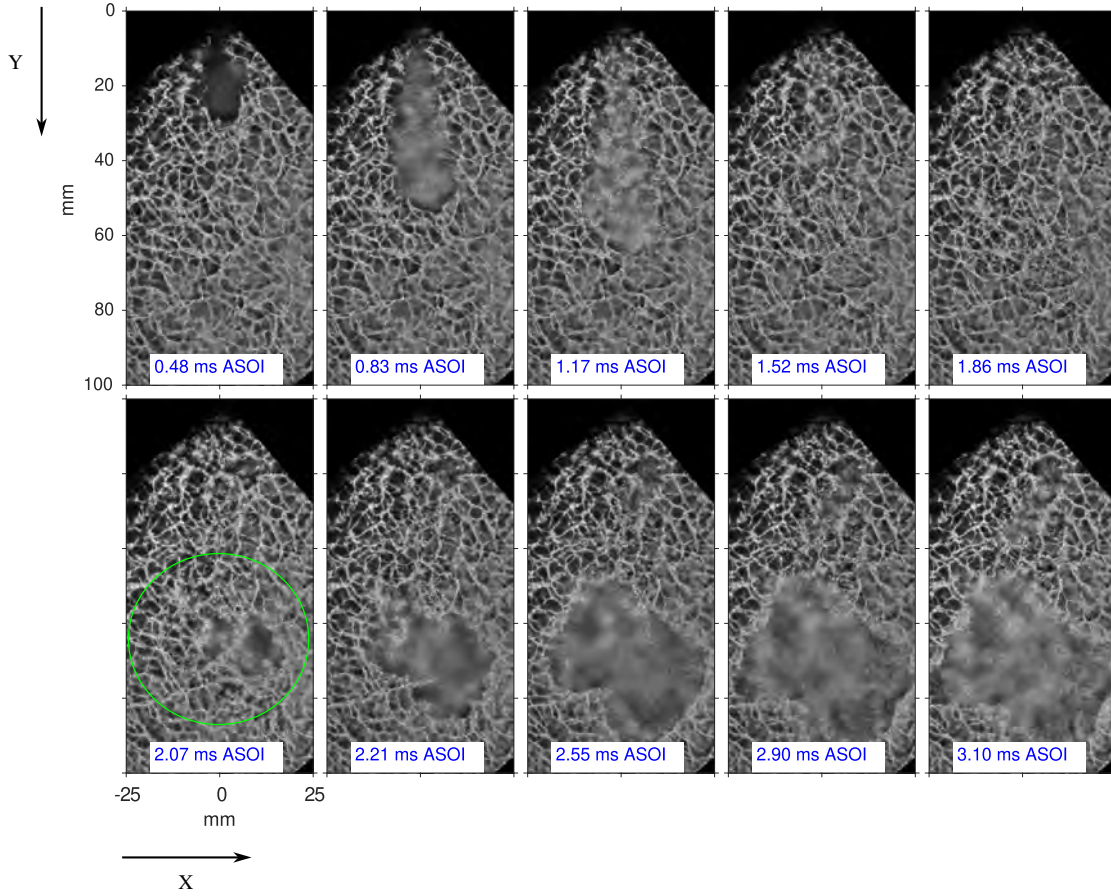 0
20
40
60
80
100
Y
mm
0.48 ms ASOI
0.83 ms ASOI
1.17 ms ASOI
1.52 ms ASOI
1.86 ms ASOI
2.07 ms ASOI
2.21 ms ASOI
2.55 ms ASOI
2.90 ms ASOI
3.10 ms ASOI
-25 0 25
mm
X